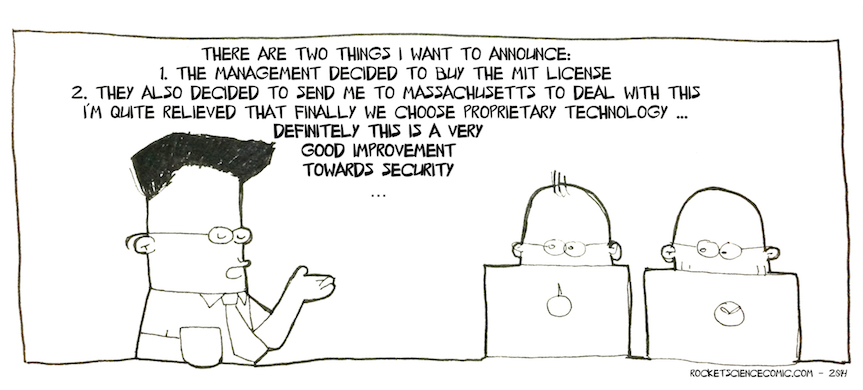 THERE ARE TWO THINGS I WANT TO ANNOUNCE:
1. THE MANAGEMENT DECIDED TO BUY THE MIT LICENSE
2. THEY ALSO DECIDED TO SEND ME TO MASSACHUSETTS TO DEAL WITH THIS
I'M QUITE RELIEVED THAT FINALLY WE CHOOSE PROPRIETARY TECHNOLOGY ...
DEFINITELY THIS IS A VERY
GOOD IMPROVEMENT
TOWARDS SECURITY
...
ROCKETSCIENCECOMIC.COM - 2014